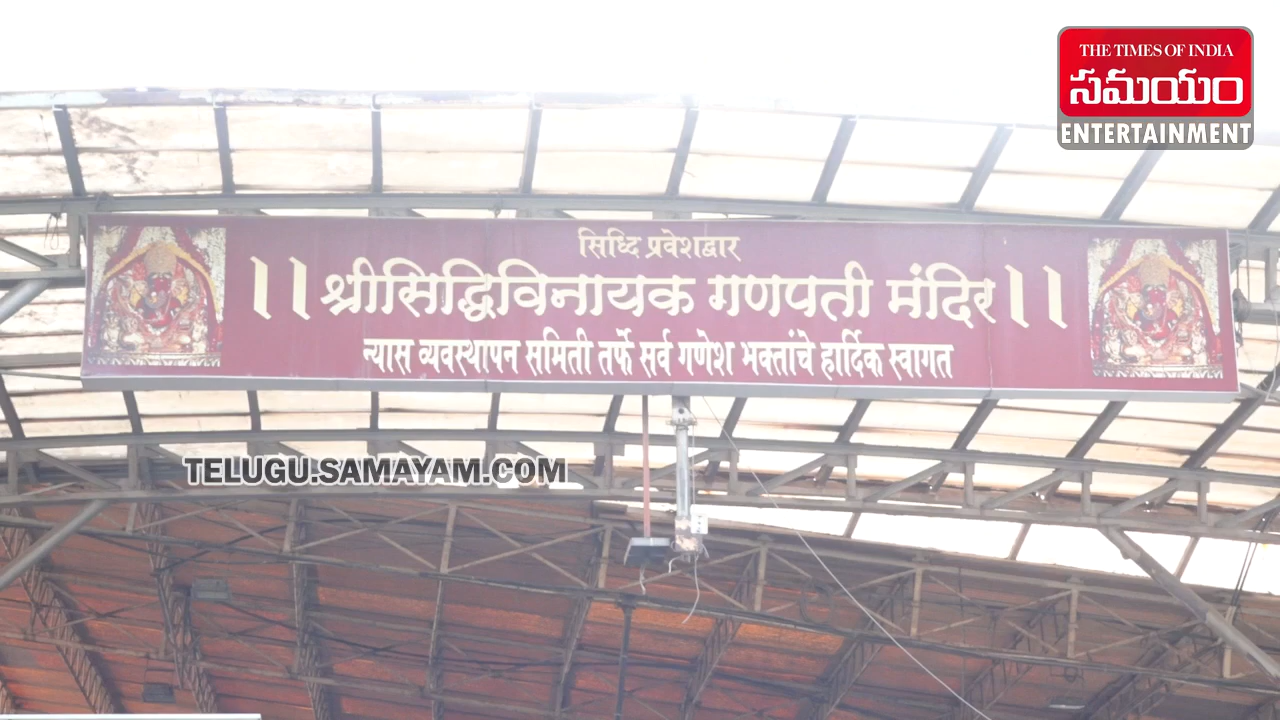 THE TIMES OF INDIA
సమయం
ENTERTAINMENT
सिध्दि प्रवेशद्वार
।।श्रीसिद्धिविनायक गणपती मंदिर।।
न्यास व्यवस्थापन समिती तर्फे सर्व गणेश भक्तांचे हार्दिक स्वागत
TELUGU.SAMAYAM.COM